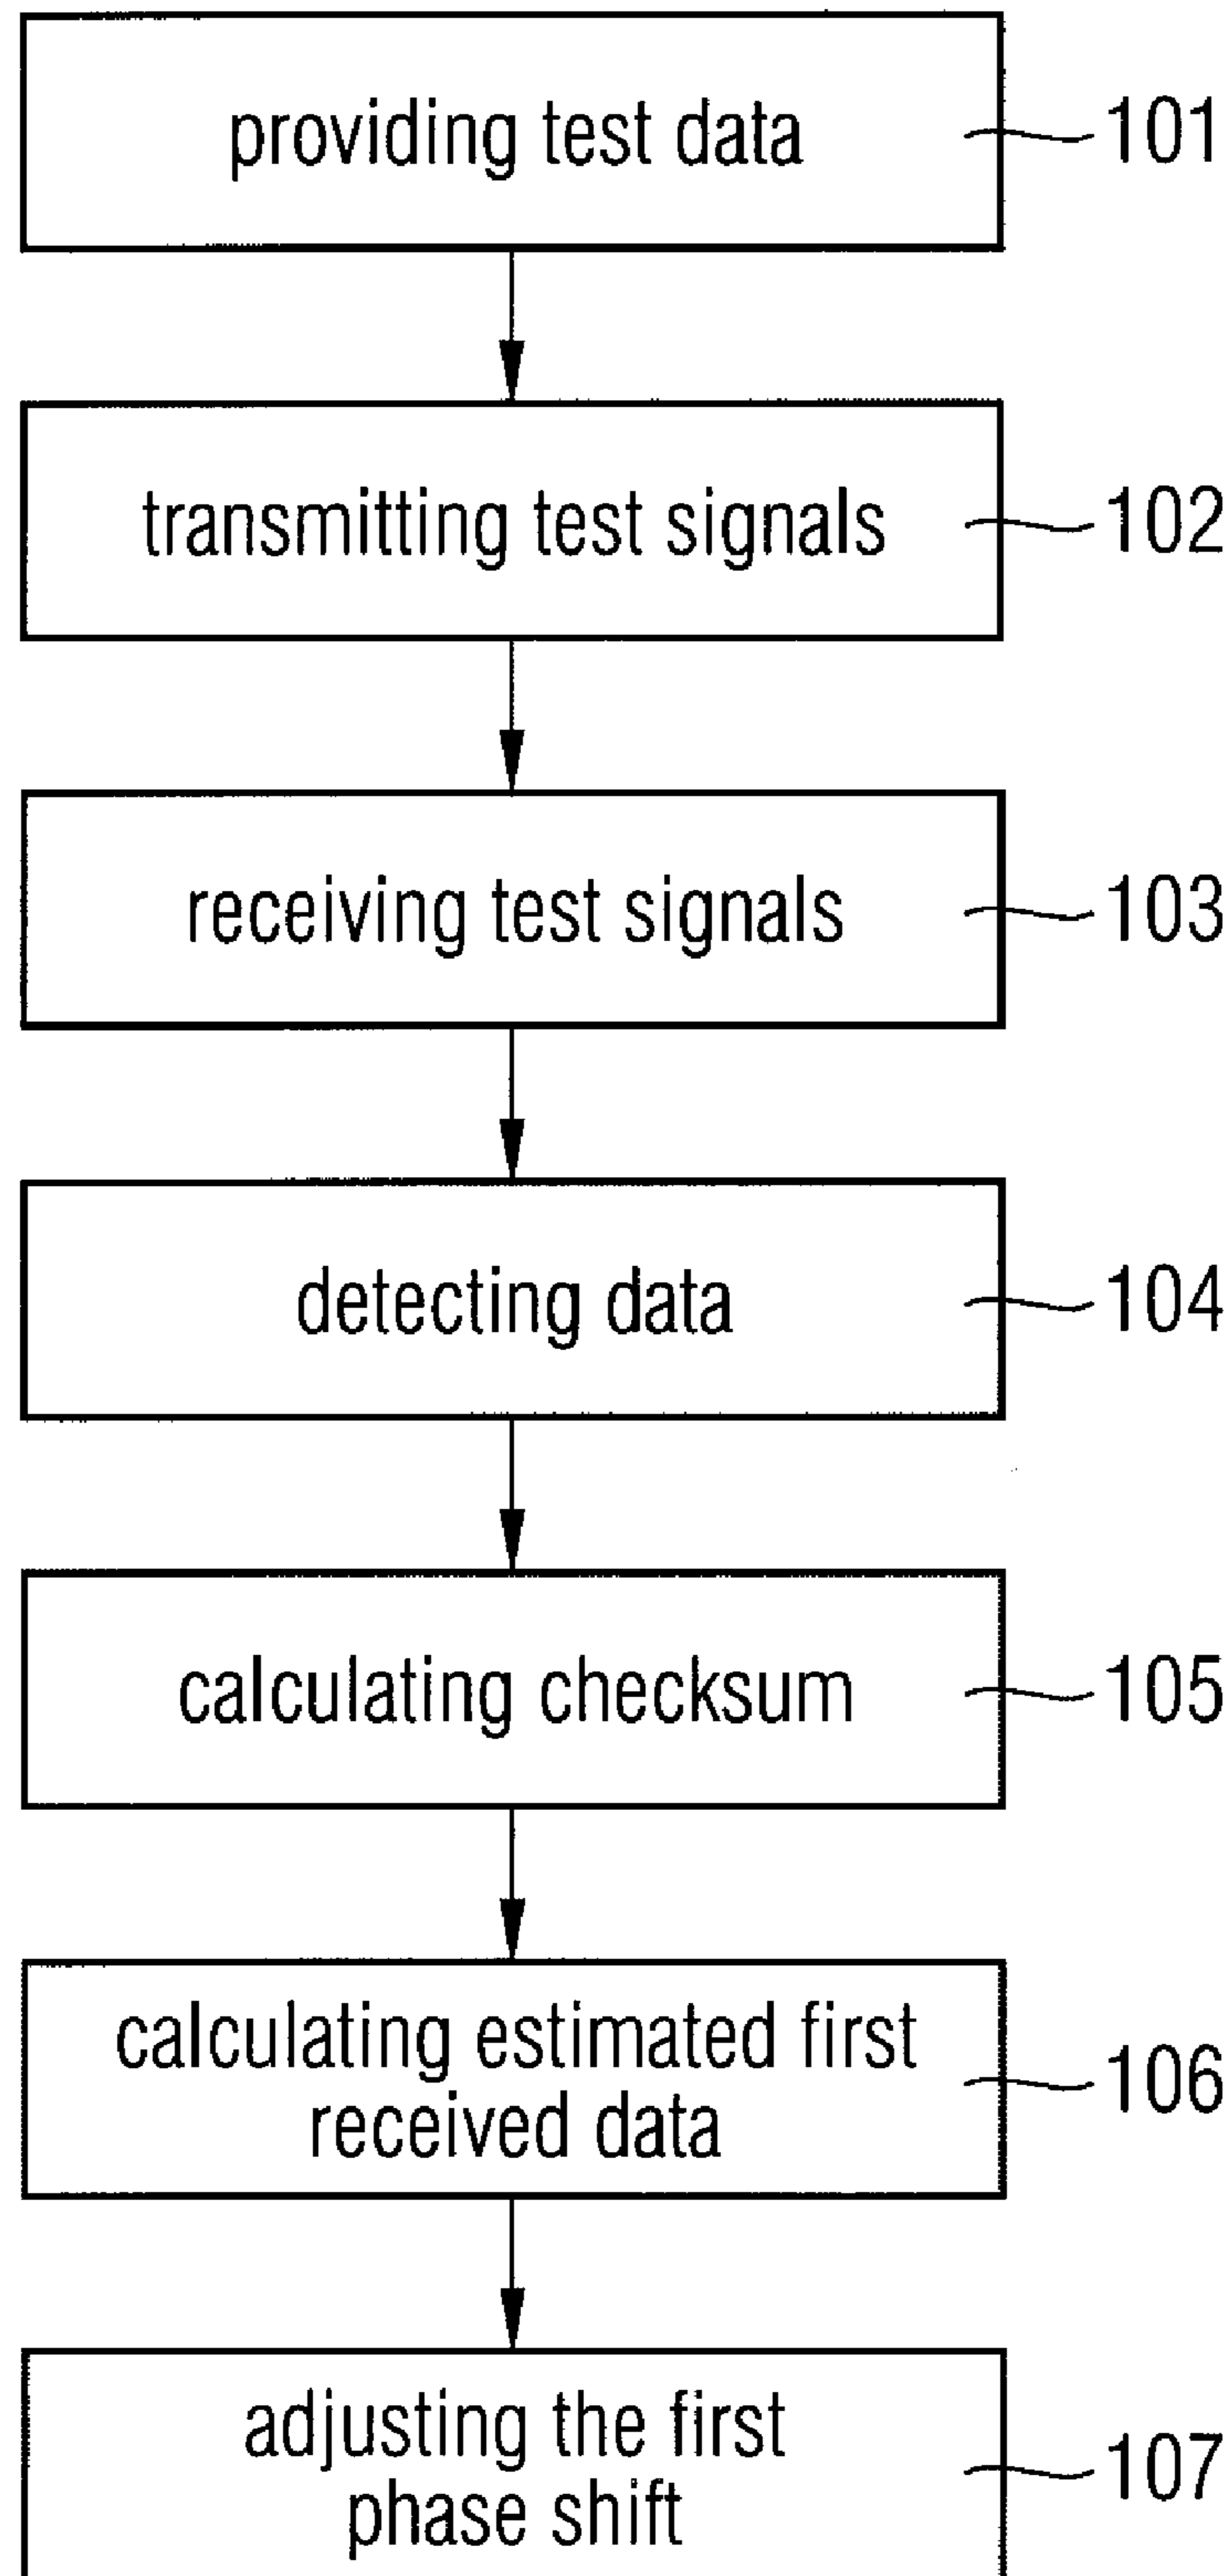 providing test data
101
transmitting test signals
102
receiving test signals
103
detecting data
104
calculating checksum
105
calculating estimated first
received data
106
adjusting the first
phase shift
107